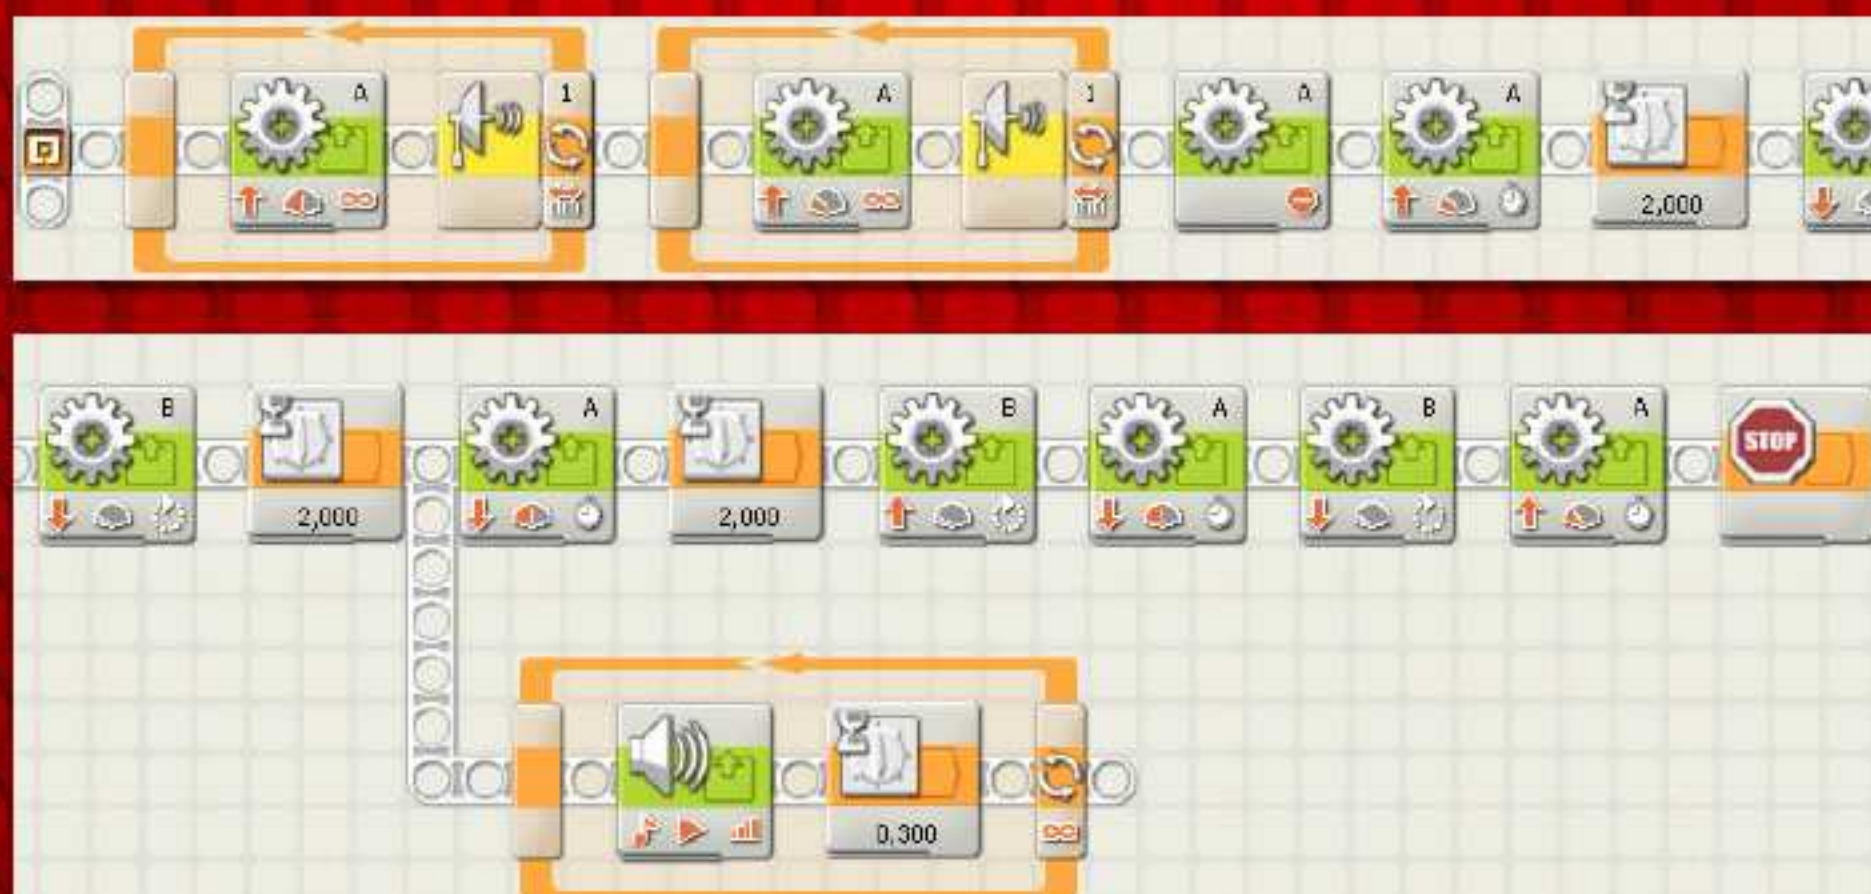 A 1 A 1 A A
2,000
B A B A B A
STOP
2,000 2,000
0,300